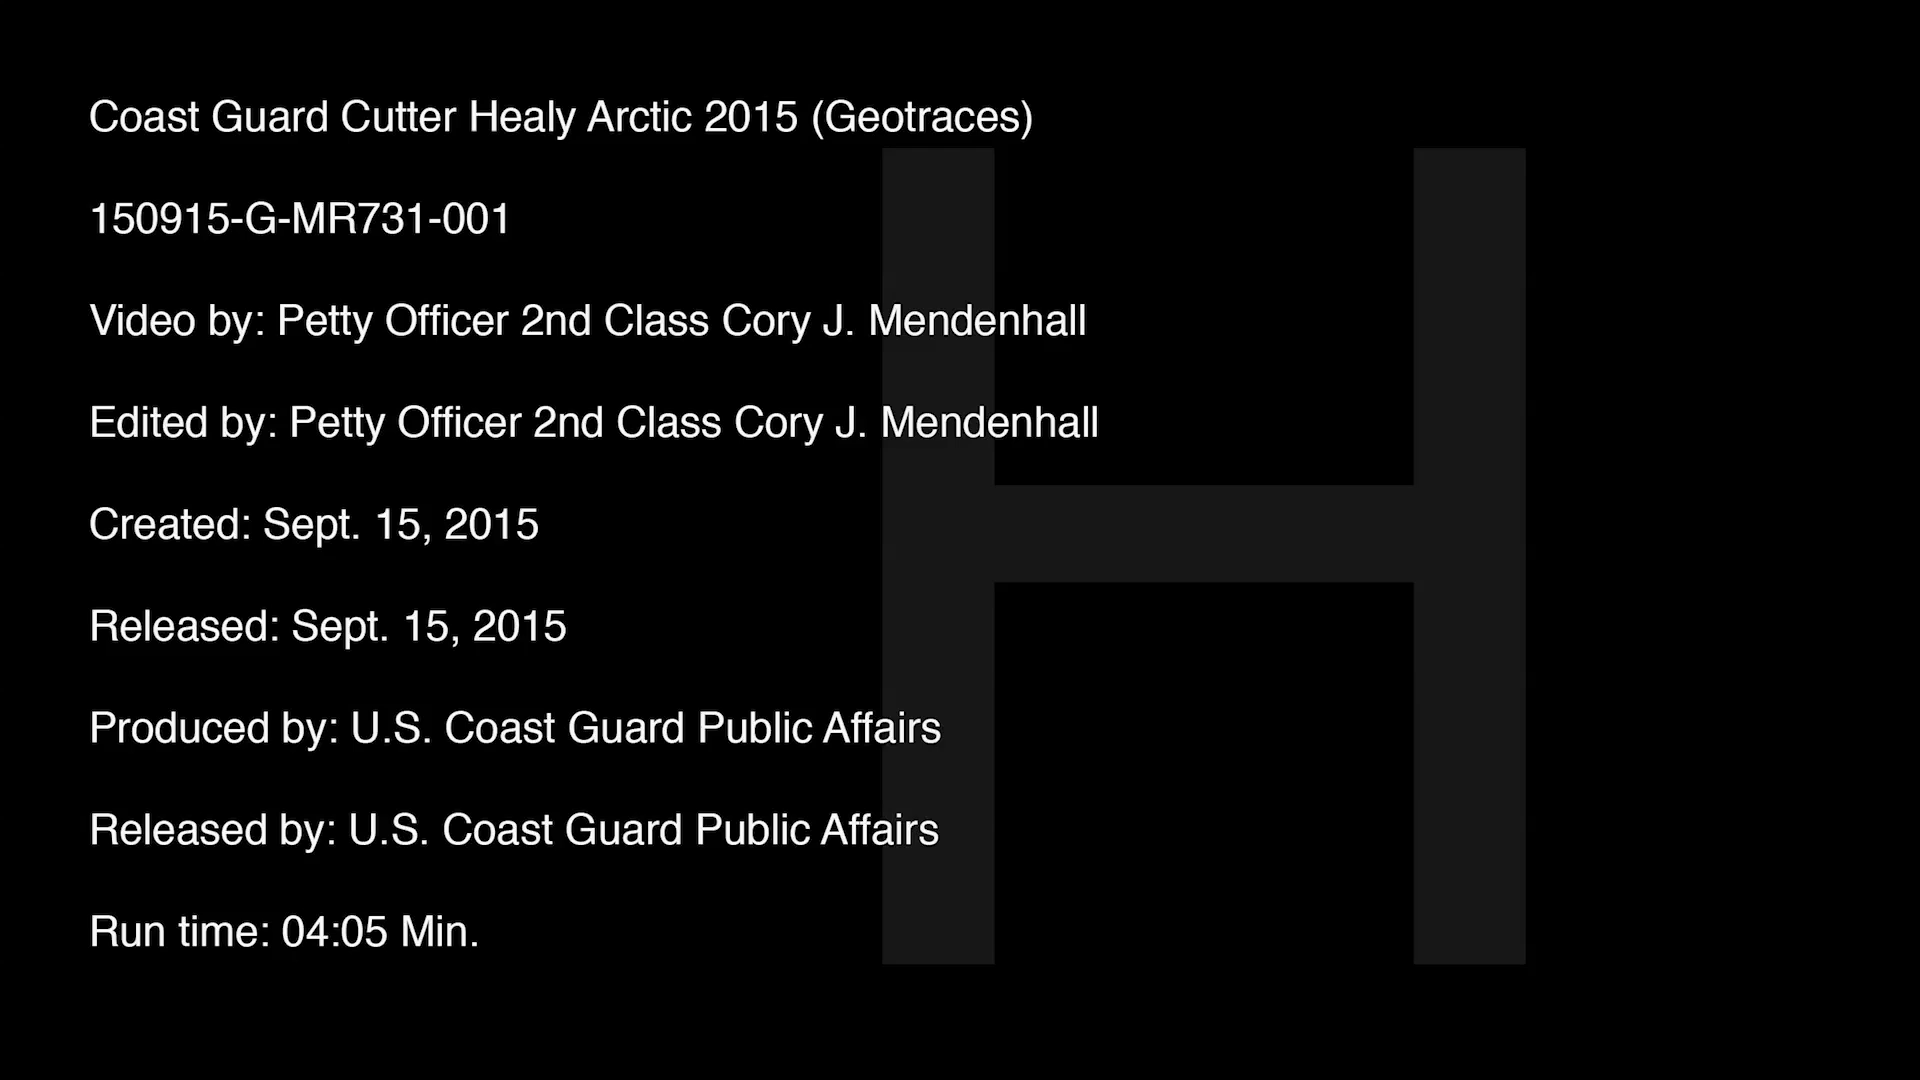 Coast Guard Cutter Healy Arctic 2015 (Geotraces)
150915-G-MR731-001
Video by: Petty Officer 2nd Class Cory J. Mendenhall
Edited by: Petty Officer 2nd Class Cory J. Mendenhall
Created: Sept. 15, 2015
Released: Sept. 15, 2015
Produced by: U.S. Coast Guard Public Affairs
Released by: U.S. Coast Guard Public Affairs
Run time: 04:05 Min.
H